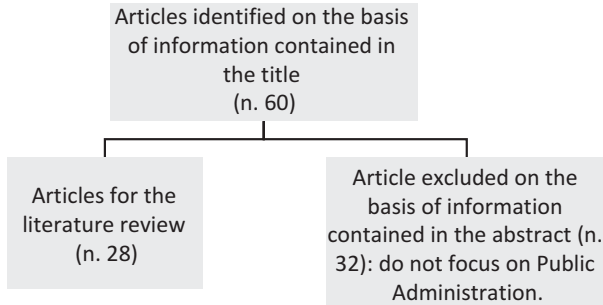 Articles identified on the basis
of information contained in
the title
(n. 60)
Articles for the
literature review
(n. 28)
Article excluded on the
basis of information
contained in the abstract (n.
32): do not focus on Public
Administration.